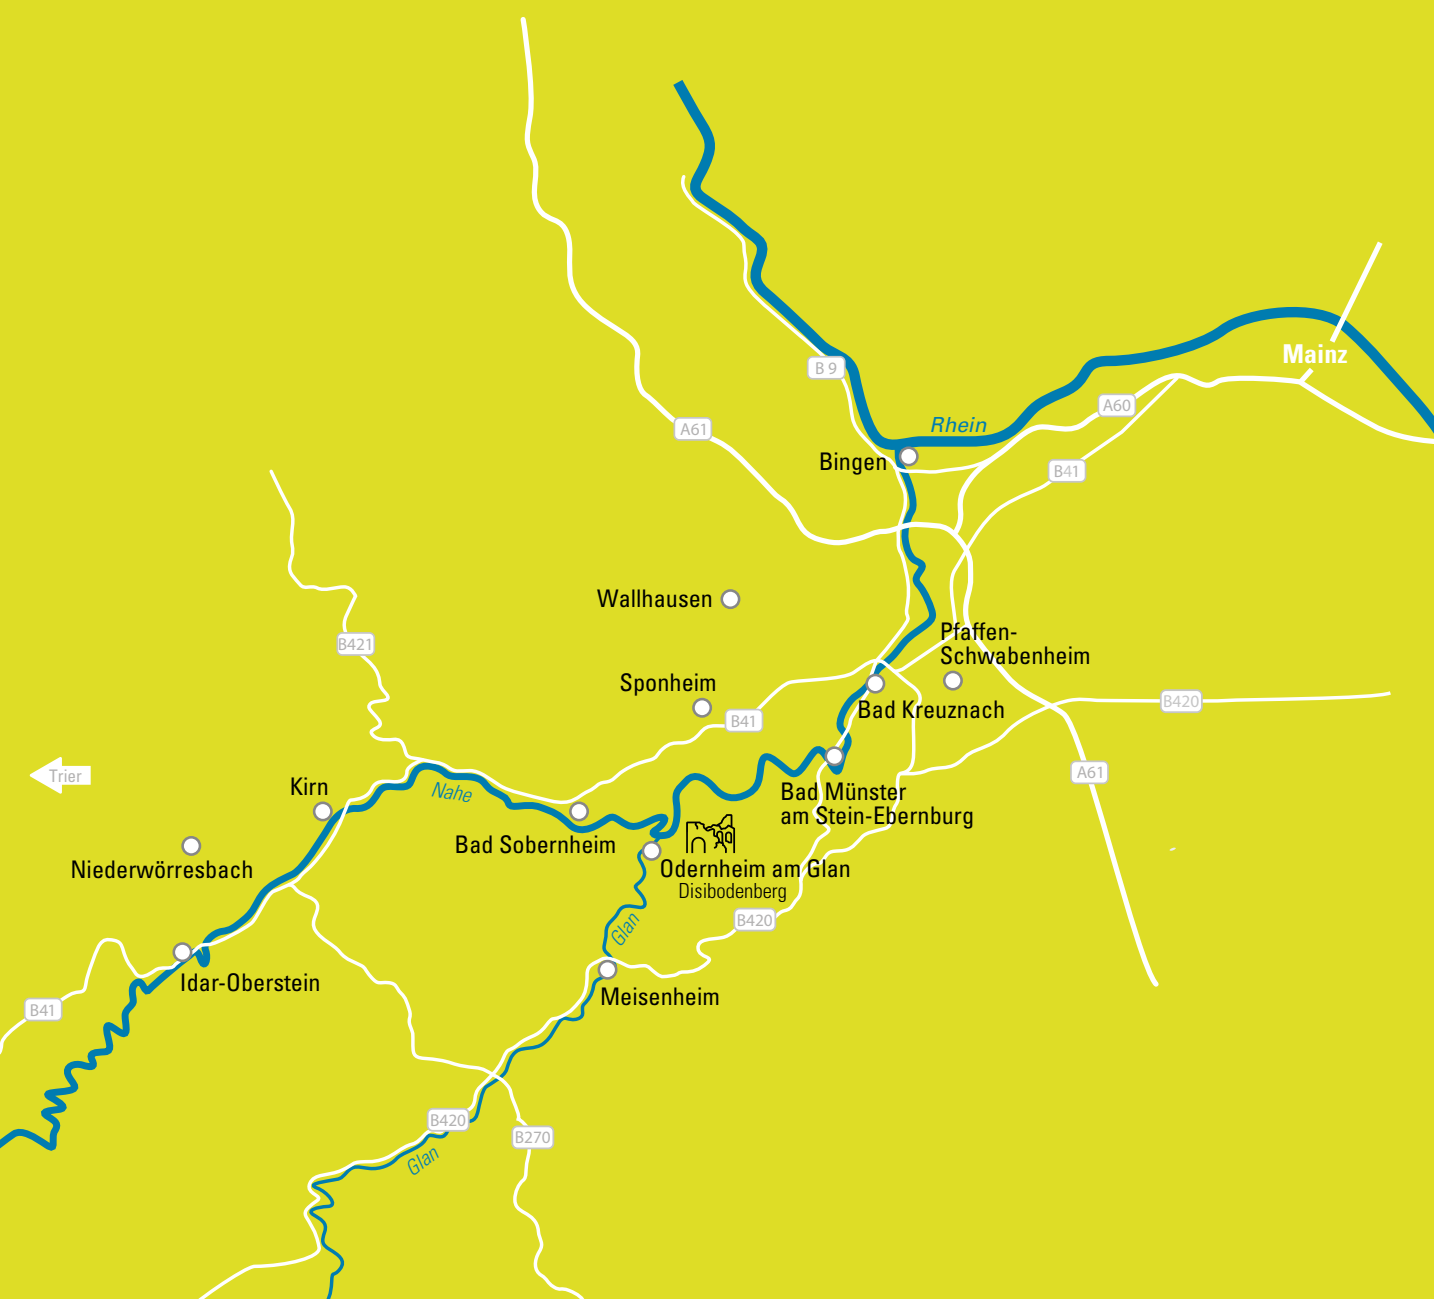 Mainz
B 9
A60
Rhein
A61
Bingen
B41
Wallhausen
Pfaffen-
Schwabenheim
B421
Sponheim
B420
Bad Kreuznach
B41
Trier
A61
Kirn
Nahe
Bad Münster
am Stein-Ebernburg
Bad Sobernheim
Niederwörresbach
Odernheim am Glan
Disibodenberg
B420
Glan
Idar-Oberstein
Meisenheim
B41
B420
B270
Glan